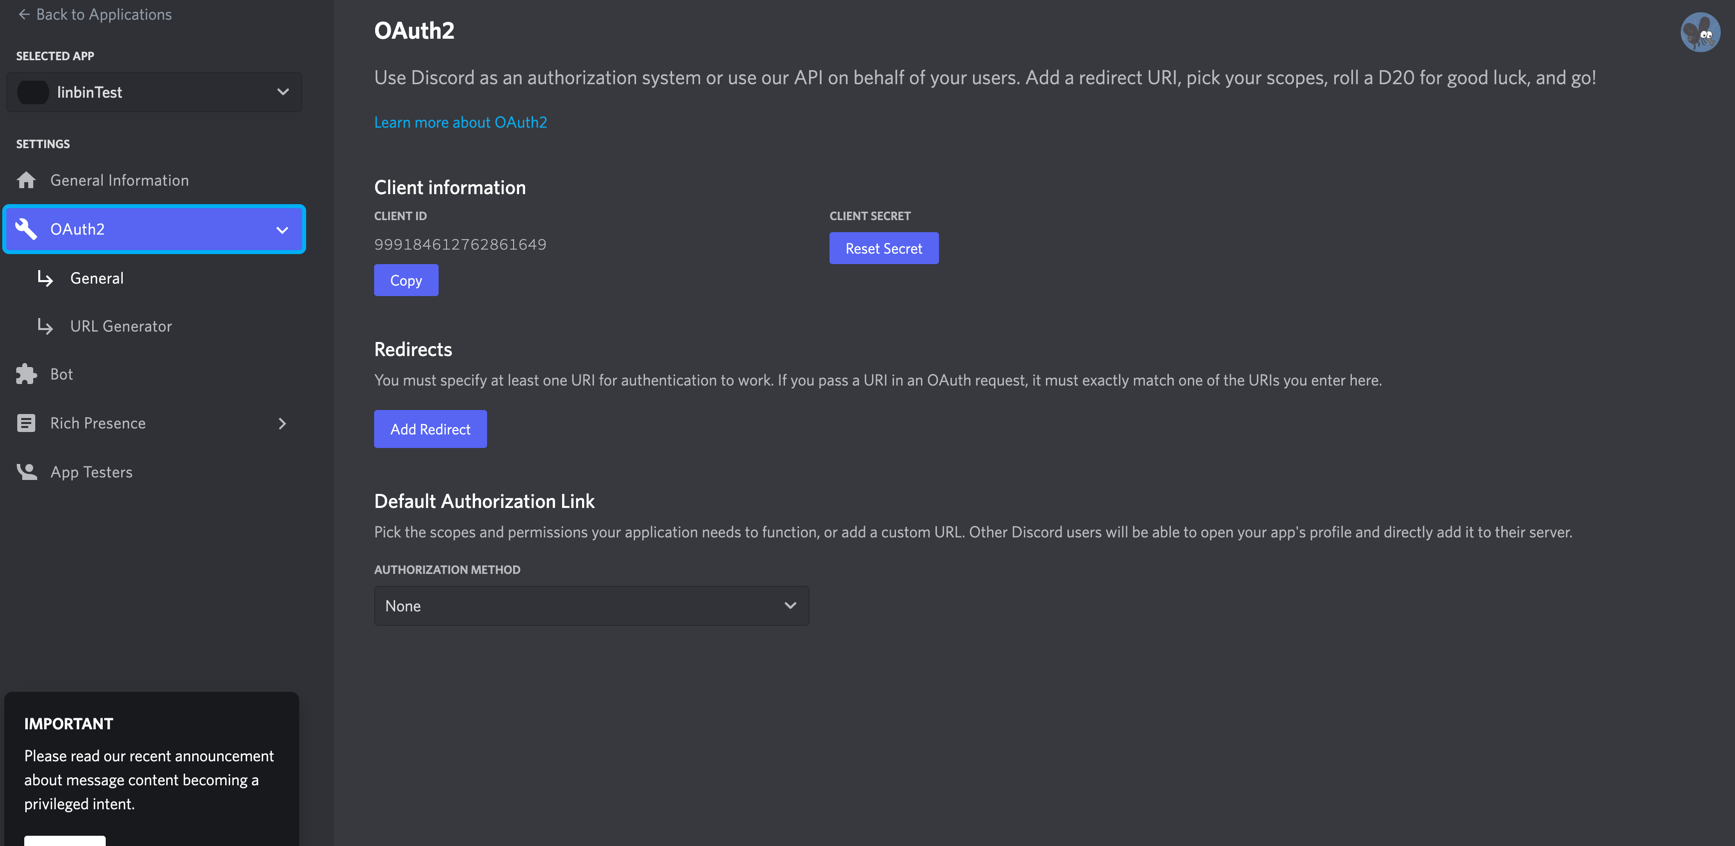 Back to Applications
SELECTED APP
linbinTest
SETTINGS
General Information
OAuth2
General
URL Generator
Bot
Rich Presence
App Testers
IMPORTANT
Please read our recent announcement
about message content becoming a
privileged intent.
OAuth2
Use Discord as an authorization system or use our API on behalf of your users. Add a redirect URI, pick your scopes, roll a D20 for good luck, and go!
Learn more about OAuth2
Client information
CLIENT ID
999184612762861649
Copy
CLIENT SECRET
Reset Secret
Redirects
You must specify at least one URI for authentication to work. If you pass a URI in an OAuth request, it must exactly match one of the URIs you enter here.
Add Redirect
Default Authorization Link
Pick the scopes and permissions your application needs to function, or add a custom URL. Other Discord users will be able to open your app's profile and directly add it to their server.
AUTHORIZATION METHOD
None